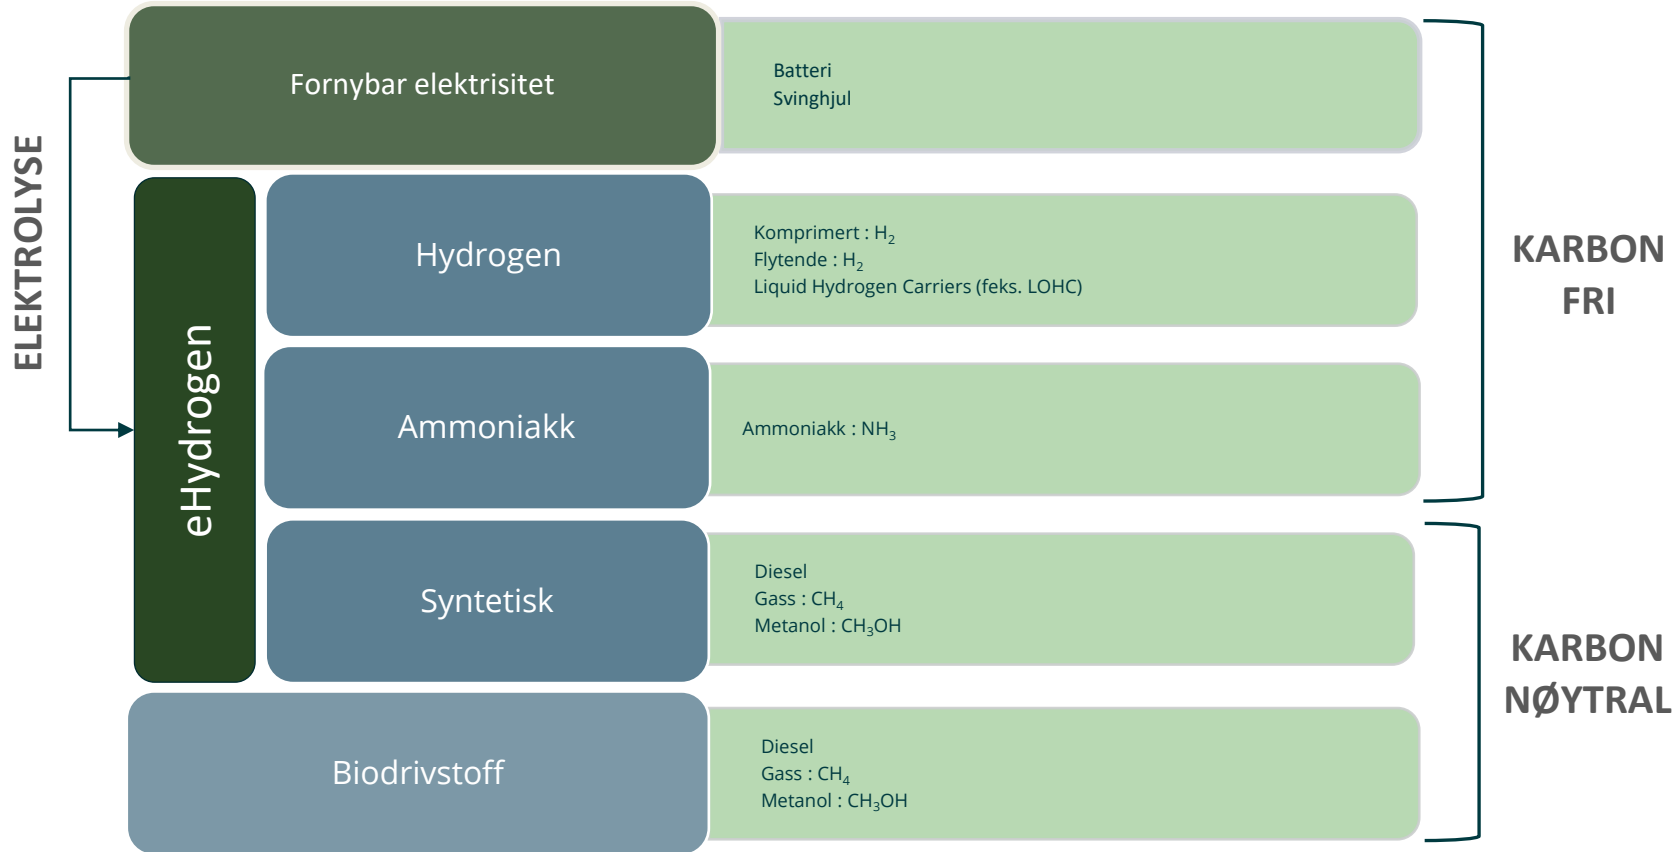 ELEKTROLYSE
Fornybar elektrisitet
Batteri
Svinghjul
eHydrogen
Hydrogen
Komprimert : H₂
Flytende : H₂
Liquid Hydrogen Carriers (feks. LOHC)
Ammoniakk
Ammoniakk : NH₃
KARBON
FRI
Syntetisk
Diesel
Gass : CH₄
Metanol : CH₃OH
Biodrivstoff
Diesel
Gass : CH₄
Metanol : CH₃OH
KARBON
NØYTRAL